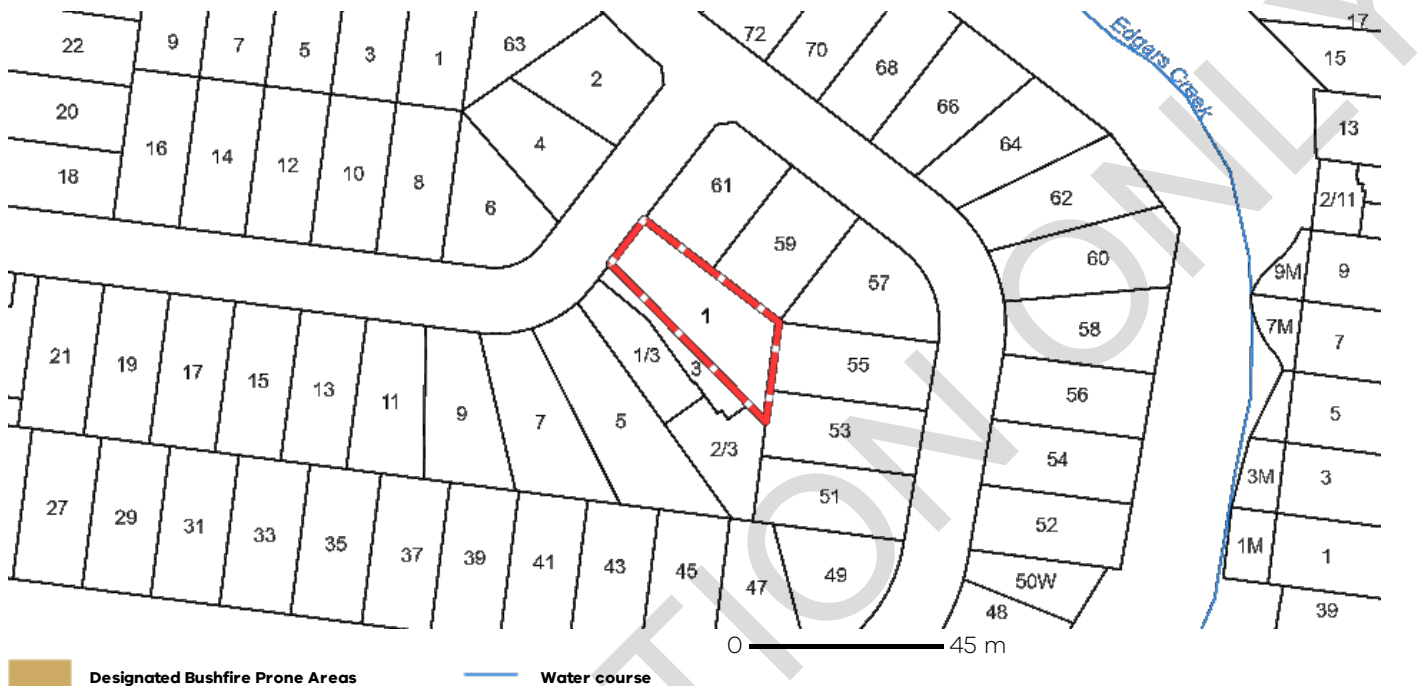 22 9 7 5 3 1 63 2 72 70 68 66 64 62 60 58 56 54 52 50W 48
Edgars Creek
17
15
13
2/11
9M 9
7M 7
5
3M 3
1M 1
39
20
18
16 14 12 10 8 6 4
61 59 57
1
55
53
51
49
1/3
3
2/3
21 19 17 15 13 11 9 7 5
27 29 31 33 35 37 39 41 43 45 47
TION ONLY
0 45 m
Designated Bushfire Prone Areas Water course